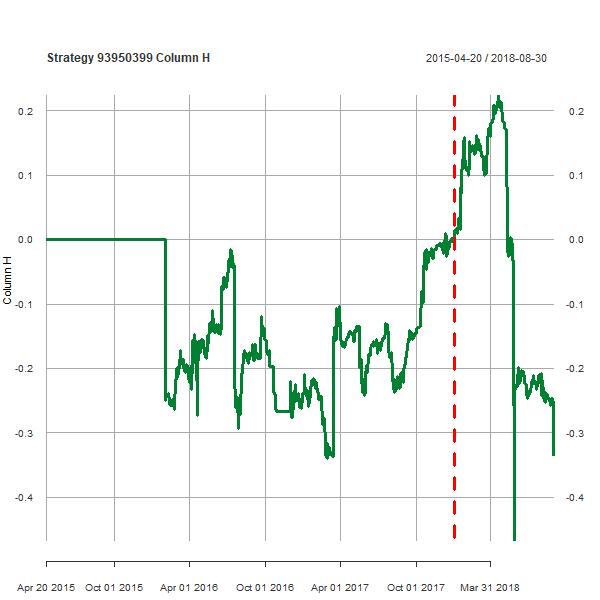 Strategy 93950399 Column H
2015-04-20 / 2018-08-30
0.2 0.2
0.1 0.1
0.0 0.0
Column H
-0.1 -0.1
-0.2 -0.2
-0.3 -0.3
-0.4 -0.4
Apr 20 2015 Oct 01 2015 Apr 01 2016 Oct 01 2016 Apr 01 2017 Oct 01 2017 Mar 31 2018